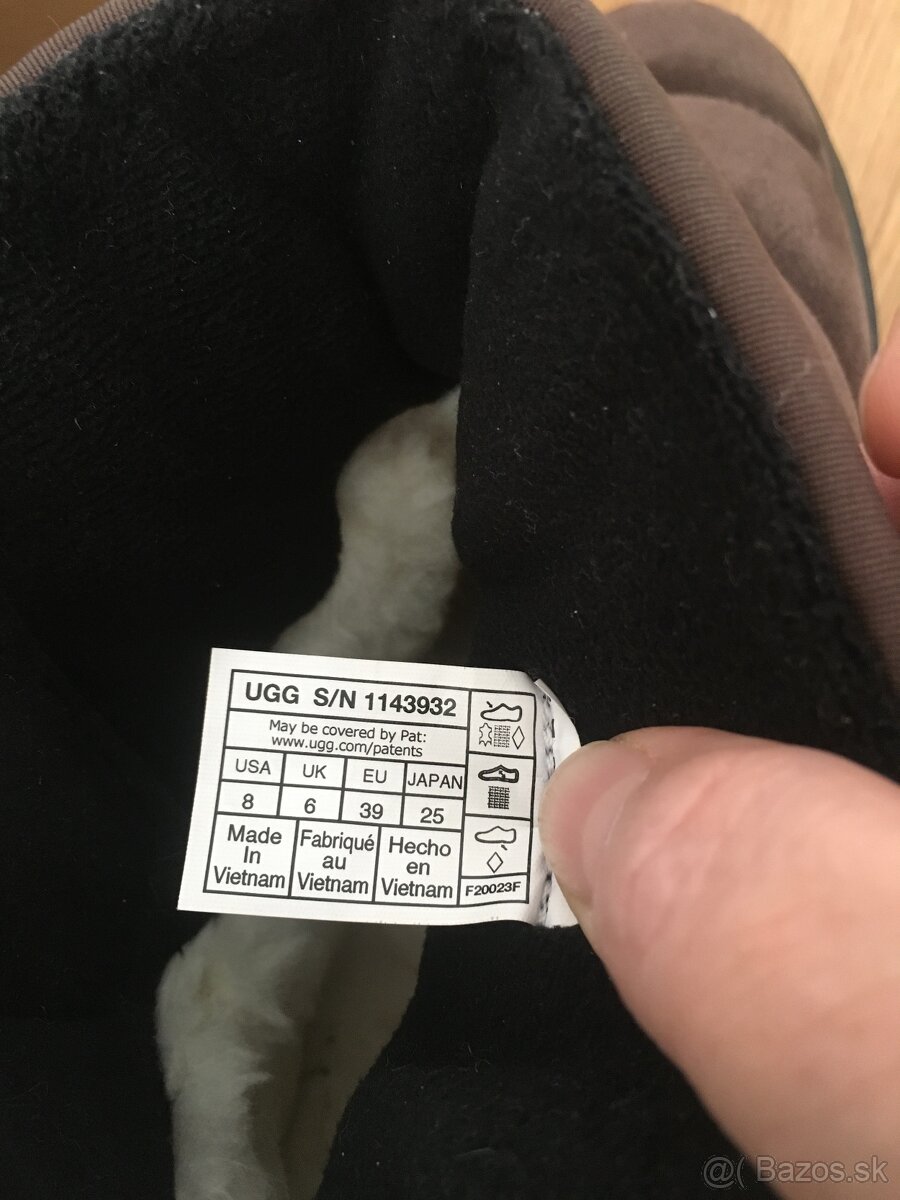 UGG S/N 1143932
May be covered by Pat:
www.ugg.com/patents
USA UK EU JAPAN
8 6 39 25
Made In Vietnam
Fabriqué au Vietnam
Hecho en Vietnam
F20023F
@( Bazos.sk